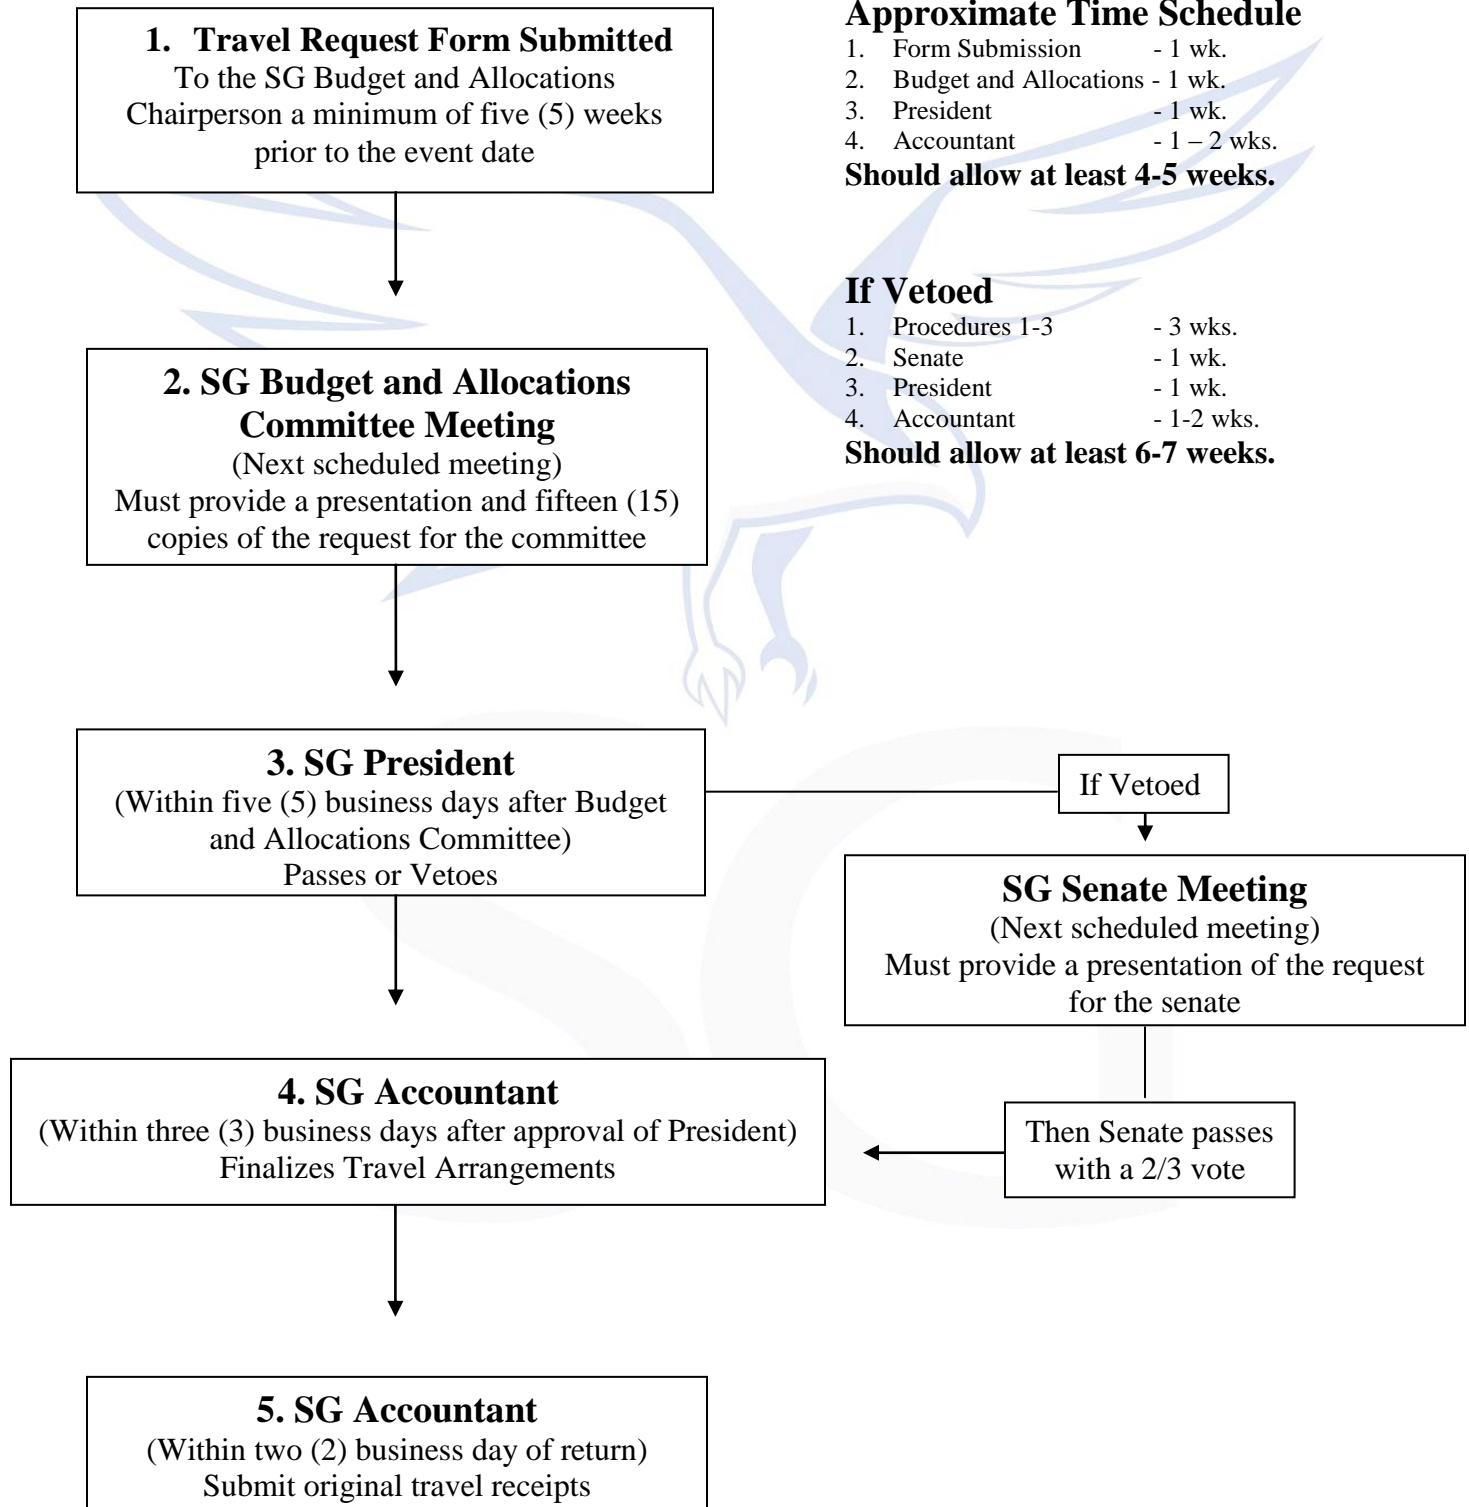 1. Travel Request Form Submitted
To the SG Budget and Allocations
Chairperson a minimum of five (5) weeks
prior to the event date
Approximate Time Schedule
1. Form Submission - 1 wk.
2. Budget and Allocations - 1 wk.
3. President - 1 wk.
4. Accountant - 1 – 2 wks.
Should allow at least 4-5 weeks.
If Vetoed
1. Procedures 1-3 - 3 wks.
2. Senate - 1 wk.
3. President - 1 wk.
4. Accountant - 1-2 wks.
Should allow at least 6-7 weeks.
2. SG Budget and Allocations
Committee Meeting
(Next scheduled meeting)
Must provide a presentation and fifteen (15)
copies of the request for the committee
3. SG President
(Within five (5) business days after Budget
and Allocations Committee)
Passes or Vetoes
If Vetoed
SG Senate Meeting
(Next scheduled meeting)
Must provide a presentation of the request
for the senate
Then Senate passes
with a 2/3 vote
4. SG Accountant
(Within three (3) business days after approval of President)
Finalizes Travel Arrangements
5. SG Accountant
(Within two (2) business day of return)
Submit original travel receipts
SG